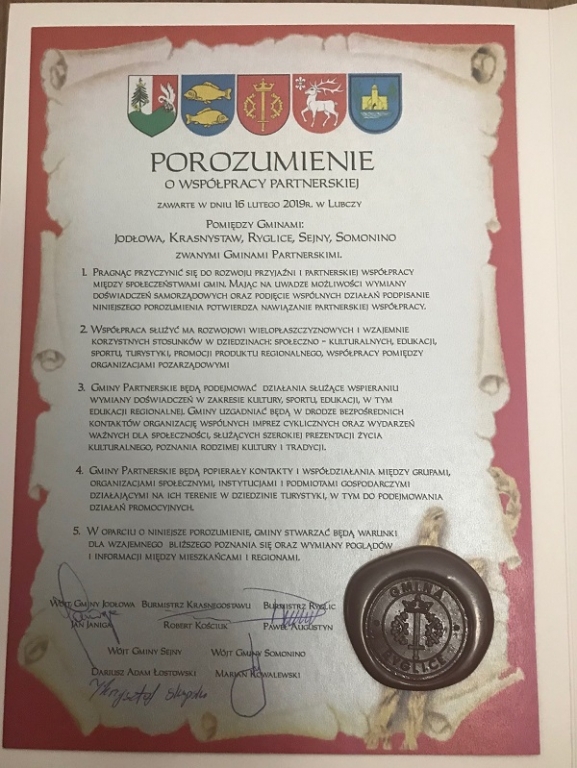 POROZUMIENIE
O WSPÓŁPRACY PARTNERSKIEJ
ZAWARTE W DNIU 16 LUTEGO 2019R. W LUBCZY
POMIĘDZY GMINAMI:
JODŁOWA, KRASNYSTAW, RYGLICE, SEJNY, SOMONINO
ZWANYMI GMINAMI PARTNERSKIMI.
1. PRAGNĄC PRZYCZYNIĆ SIĘ DO ROZWOJU PRZYJAŹNI I PARTNERSKIEJ WSPÓŁPRACY
MIĘDZY SPOŁECZEŃSTWAMI GMIN. MAJĄC NA UWADZE MOŻLIWOŚCI WYMIANY
DOŚWIADCZEŃ SAMORZĄDOWYCH ORAZ PODJĘCIE WSPÓLNYCH DZIAŁAŃ PODPISANIE
NINIEJSZEGO POROZUMIENIA POTWIERDZA NAWIĄZANIE PARTNERSKIEJ WSPÓŁPRACY.
2. WSPÓŁPRACA SŁUŻYĆ MA ROZWOJOWI WIELOPŁASZCZYZNOWYCH I WZAJEMNIE
KORZYSTNYCH STOSUNKÓW W DZIEDZINACH: SPOŁECZNO - KULTURALNYCH, EDUKACJI,
SPORTU, TURYSTYKI, PROMOCJI PRODUKTU REGIONALNEGO, WSPÓŁPRACY POMIĘDZY
ORGANIZACJAMI POZARZĄDOWYMI
3. GMINY PARTNERSKIE BĘDĄ PODEJMOWAĆ DZIAŁANIA SŁUŻĄCE WSPIERANIU
WYMIANY DOŚWIADCZEŃ W ZAKRESIE KULTURY, SPORTU, EDUKACJI, W TYM
EDUKACJI REGIONALNEJ. GMINY UZGADNIAĆ BĘDĄ W DRODZE BEZPOŚREDNICH
KONTAKTÓW ORGANIZACJĘ WSPÓLNYCH IMPREZ CYKLICZNYCH ORAZ WYDARZEŃ
WAŻNYCH DLA SPOŁECZNOŚCI, SŁUŻĄCYCH SZEROKIEJ PREZENTACJI ŻYCIA
KULTURALNEGO, POZNANIA RODZIMEJ KULTURY I TRADYCJI.
4. GMINY PARTNERSKIE BĘDĄ POPIERAŁY KONTAKTY I WSPÓŁDZIAŁANIA MIĘDZY GRUPAMI,
ORGANIZACJAMI SPOŁECZNYMI, INSTYTUCJAMI I PODMIOTAMI GOSPODARCZYMI
DZIAŁAJĄCYMI NA ICH TERENIE W DZIEDZINIE TURYSTYKI, W TYM DO PODEJMOWANIA
DZIAŁAŃ PROMOCYJNYCH.
5. W OPARCIU O NINIEJSZE POROZUMIENIE, GMINY STWARZAĆ BĘDĄ WARUNKI
DLA WZAJEMNEGO BLIŻSZEGO POZNANIA SIĘ ORAZ WYMIANY POGLĄDÓW
I INFORMACJI MIĘDZY MIESZKAŃCAMI I REGIONAMI.
WÓJT GMINY JODŁOWA BURMISTRZ KRASNEGOSTAWU BURMISTRZ RYGLIC
JAN JANIGA ROBERT KOŚCIUK PAWEŁ AUGUSTYN
WÓJT GMINY SEJNY WÓJT GMINY SOMONINO
DARIUSZ ADAM ŁOSTOWSKI MARIAN KOWALEWSKI
Krzysztof
GMINA
RYGLICE